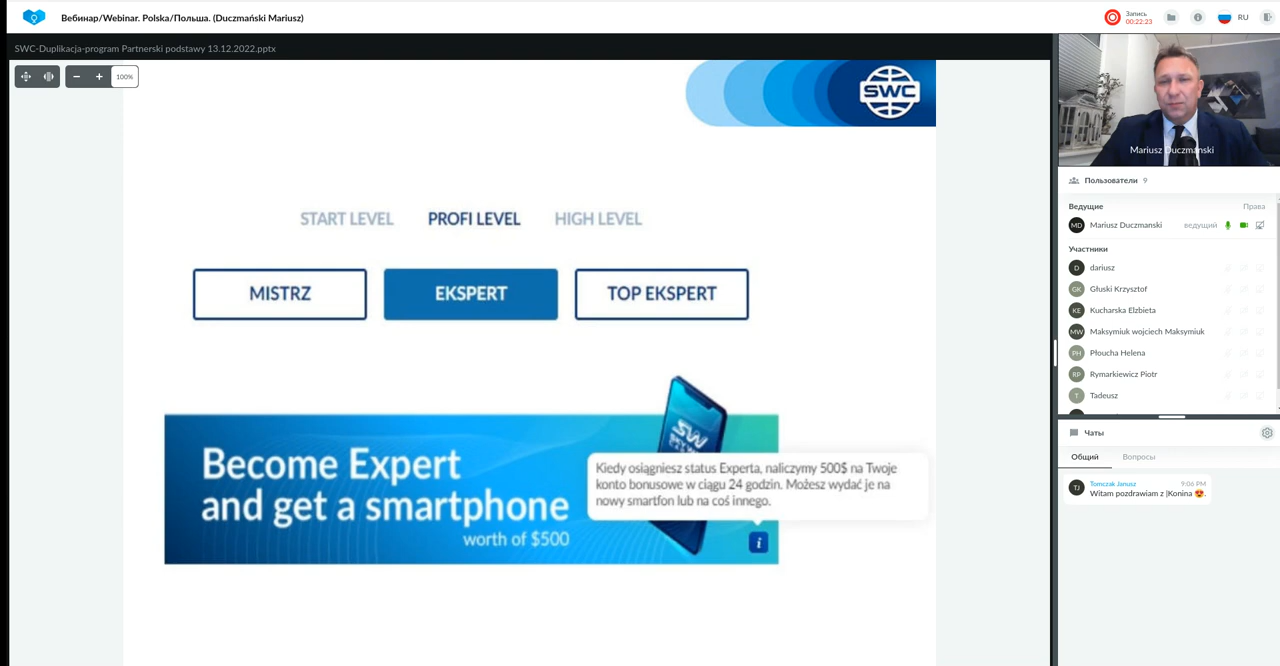 Вебинар/Webinar. Polska/Польша. (Duczmański Mariusz)
Запись
00:22:23
RU
SWC-Duplikacja-program Partnerski podstawy 13.12.2022.pptx
100%
SWC
START LEVEL PROFI LEVEL HIGH LEVEL
MISTRZ EKSPERT TOP EKSPERT
Become Expert
and get a smartphone
worth of $500
SW
Kiedy osiągniesz status Experta, naliczymy 500$ na Twoje
konto bonusowe w ciągu 24 godzin. Możesz wydać je na
nowy smartfon lub na coś innego.
i
Mariusz Duczmański
Пользователи 9
Ведущие Права
MD Mariusz Duczmanski ведущий
Участники
D dariusz
GK Głuski Krzysztof
KE Kucharska Elzbieta
MW Maksymiuk wojciech Maksymiuk
PH Płoucha Helena
RP Rymarkiewicz Piotr
T Tadeusz
Чаты
Общий Вопросы
TJ Tomczak Janusz 9:06 PM
Witam pozdrawiam z |Konina 😍.